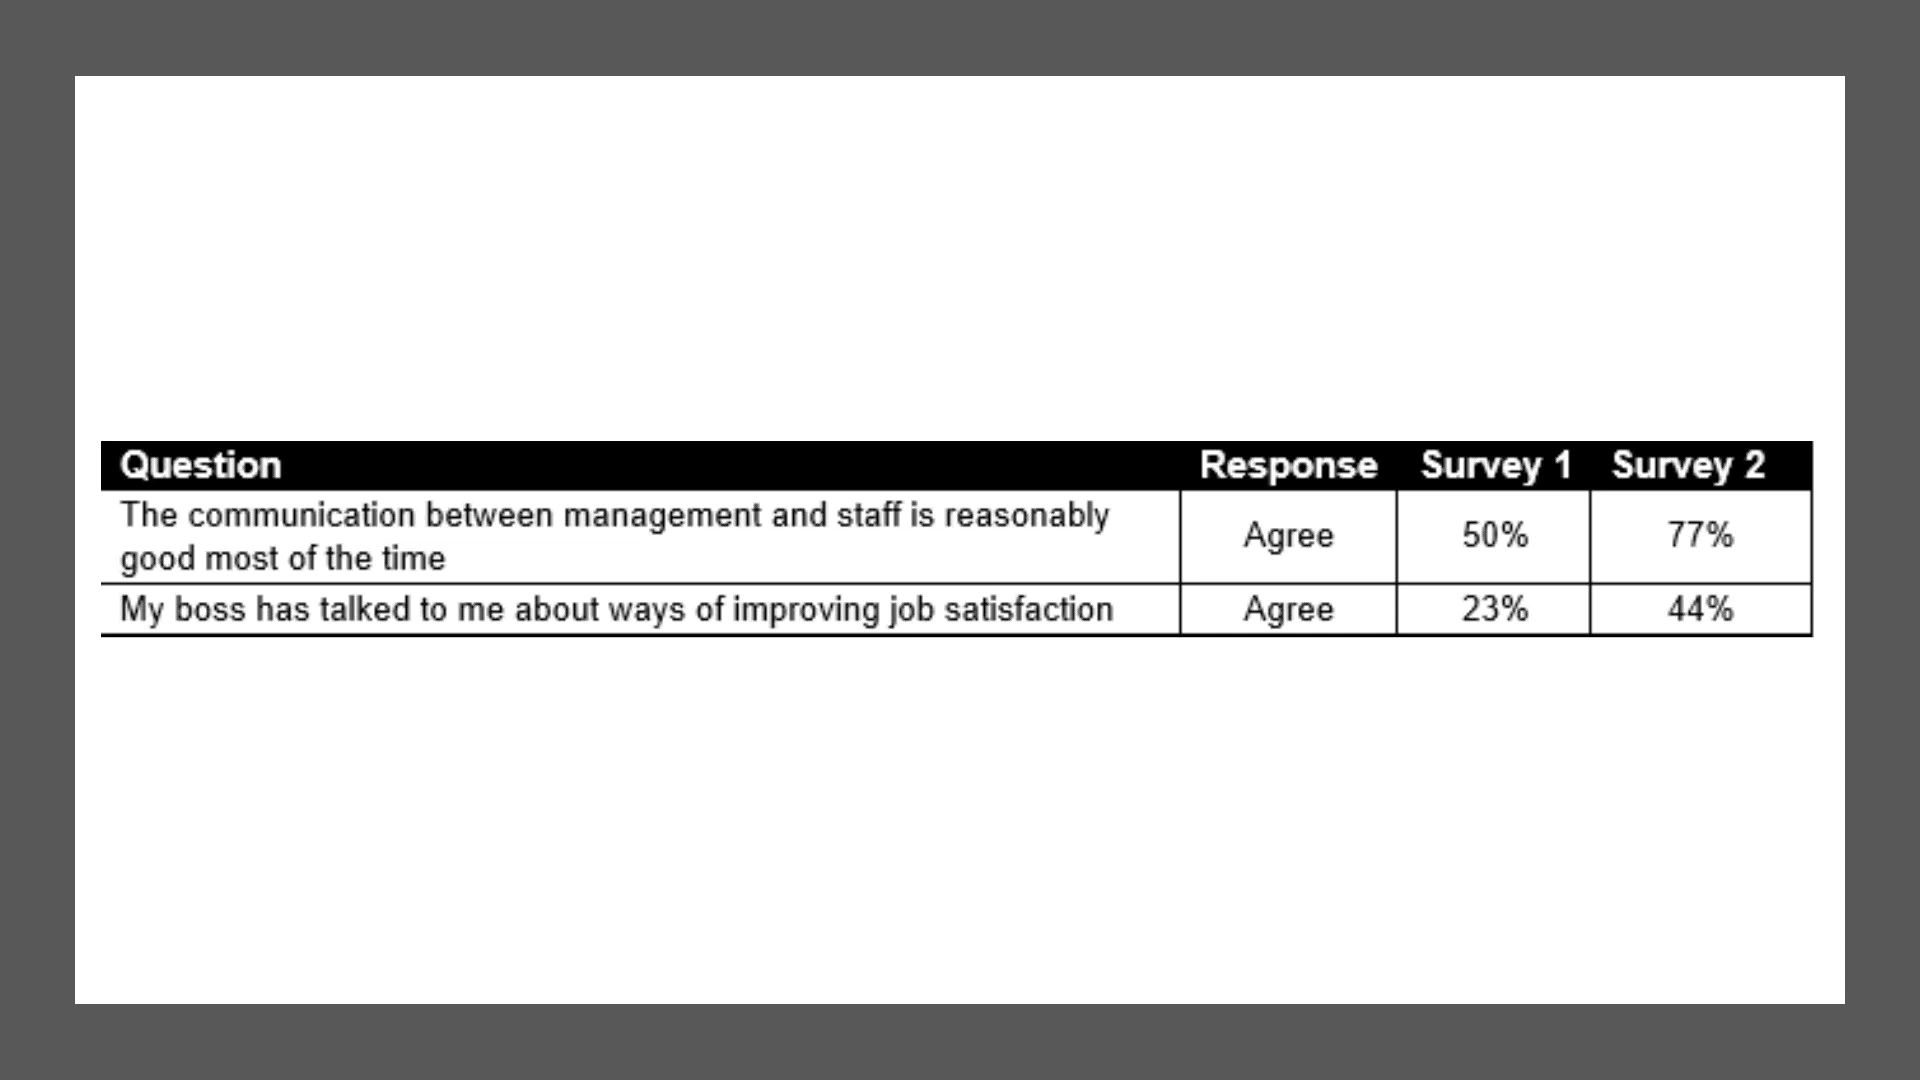 Question Response Survey 1 Survey 2
The communication between management and staff is reasonably
good most of the time Agree 50% 77%
My boss has talked to me about ways of improving job satisfaction Agree 23% 44%